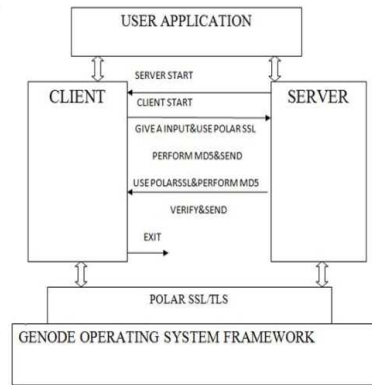 USER APPLICATION
SERVER START
CLIENT
SERVER
CLIENT START
GIVE A INPUT&USE POLAR SSL
PERFORM MD5&SEND
USE POLARSSL&PERFORM MD5
VERIFY&SEND
EXIT
POLAR SSL/TLS
GENODE OPERATING SYSTEM FRAMEWORK